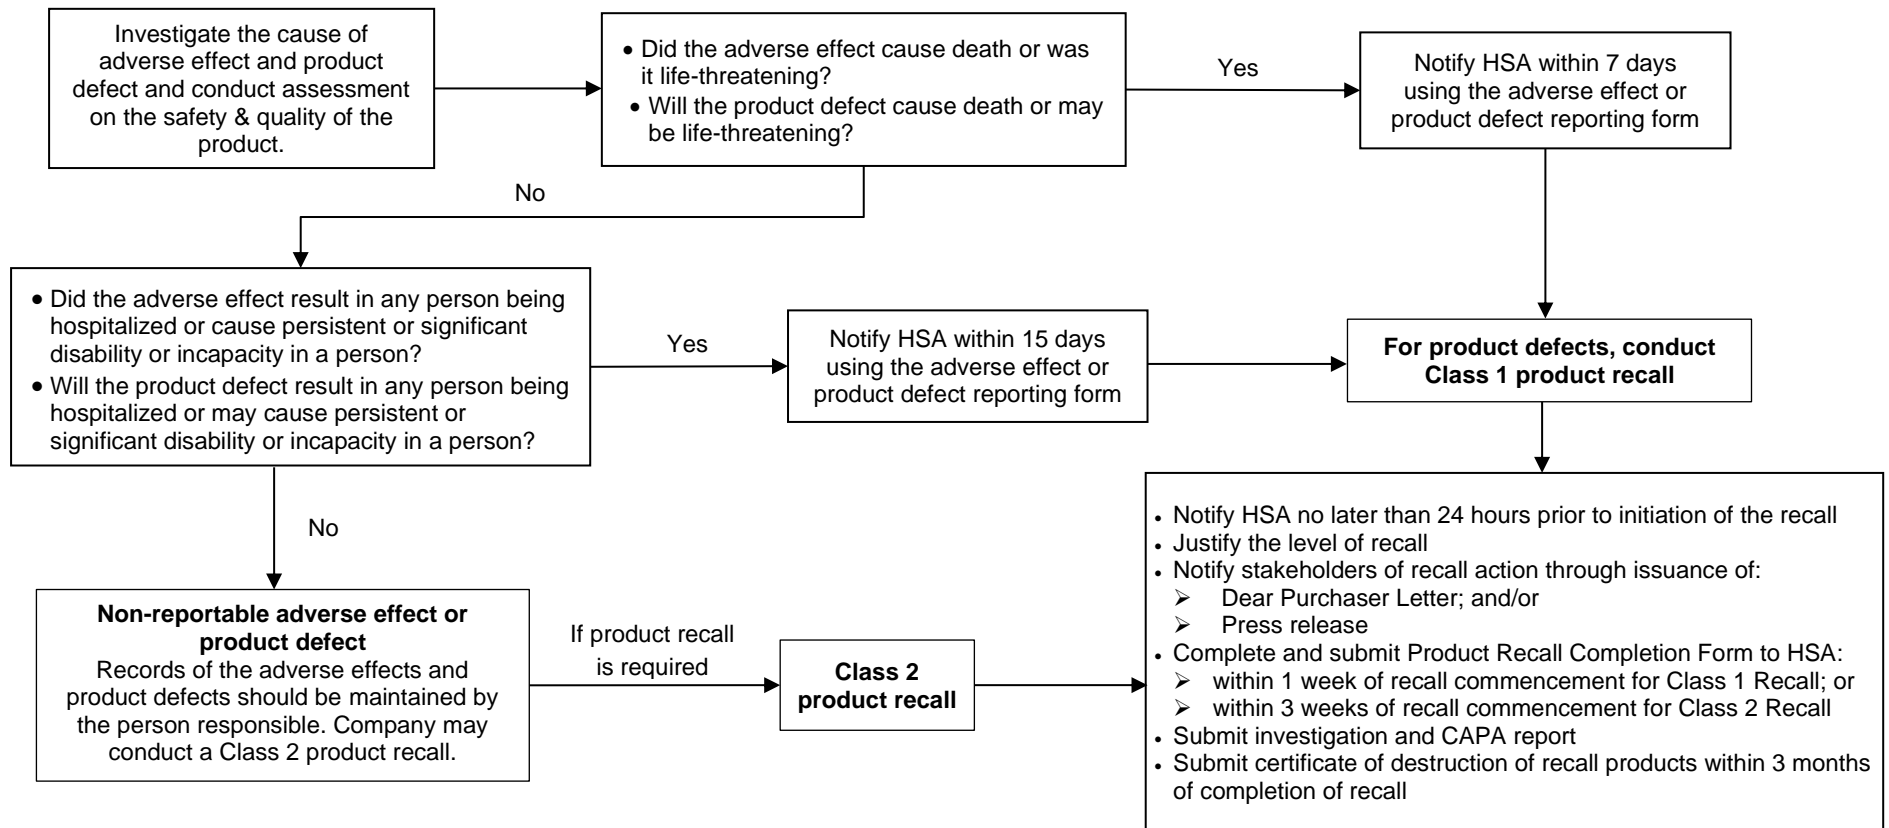 Investigate the cause of
adverse effect and product
defect and conduct assessment
on the safety & quality of the
product.
• Did the adverse effect cause death or was
it life-threatening?
• Will the product defect cause death or may
be life-threatening?
Yes
Notify HSA within 7 days
using the adverse effect or
product defect reporting form
No
• Did the adverse effect result in any person being
hospitalized or cause persistent or significant
disability or incapacity in a person?
• Will the product defect result in any person being
hospitalized or may cause persistent or
significant disability or incapacity in a person?
Yes
Notify HSA within 15 days
using the adverse effect or
product defect reporting form
For product defects, conduct
Class 1 product recall
No
Non-reportable adverse effect or
product defect
Records of the adverse effects and
product defects should be maintained by
the person responsible. Company may
conduct a Class 2 product recall.
If product recall
is required
Class 2
product recall
• Notify HSA no later than 24 hours prior to initiation of the recall
• Justify the level of recall
• Notify stakeholders of recall action through issuance of:
➢ Dear Purchaser Letter; and/or
➢ Press release
• Complete and submit Product Recall Completion Form to HSA:
➢ within 1 week of recall commencement for Class 1 Recall; or
➢ within 3 weeks of recall commencement for Class 2 Recall
• Submit investigation and CAPA report
• Submit certificate of destruction of recall products within 3 months
of completion of recall